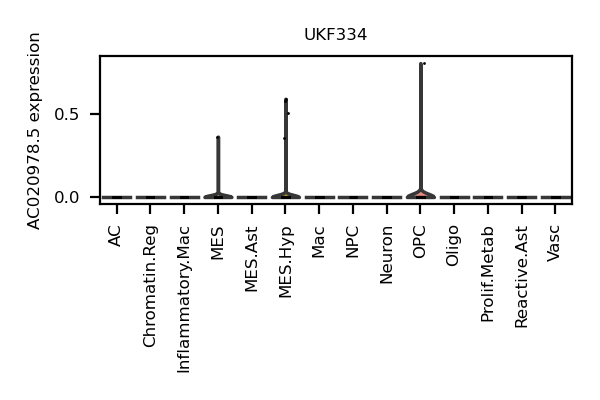 UKF334
AC020978.5 expression
0.5
0.0
AC
Chromatin.Reg
Inflammatory.Mac
MES
MES.Ast
MES.Hyp
Mac
NPC
Neuron
OPC
Oligo
Prolif.Metab
Reactive.Ast
Vasc